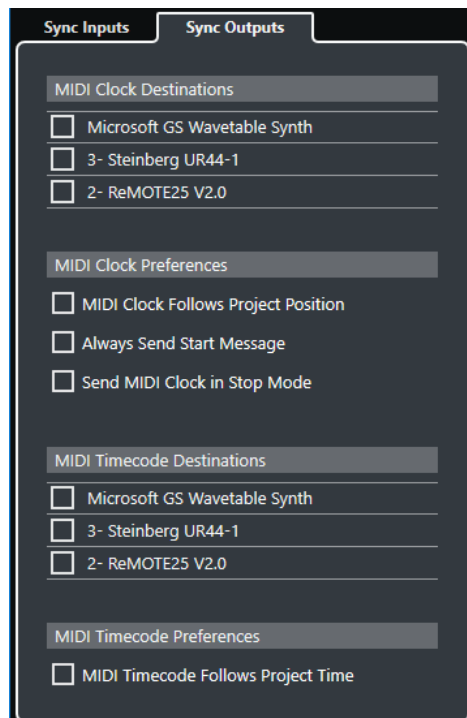 Sync Inputs
Sync Outputs
MIDI Clock Destinations
Microsoft GS Wavetable Synth
3- Steinberg UR44-1
2- ReMOTE25 V2.0
MIDI Clock Preferences
MIDI Clock Follows Project Position
Always Send Start Message
Send MIDI Clock in Stop Mode
MIDI Timecode Destinations
Microsoft GS Wavetable Synth
3- Steinberg UR44-1
2- ReMOTE25 V2.0
MIDI Timecode Preferences
MIDI Timecode Follows Project Time